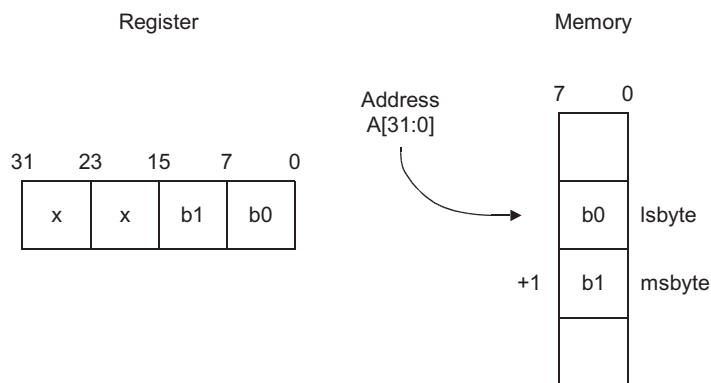 Register
Memory
Address
A[31:0]
7 0
31 23 15 7 0
x x b1 b0
b0 lsbyte
+1 b1 msbyte